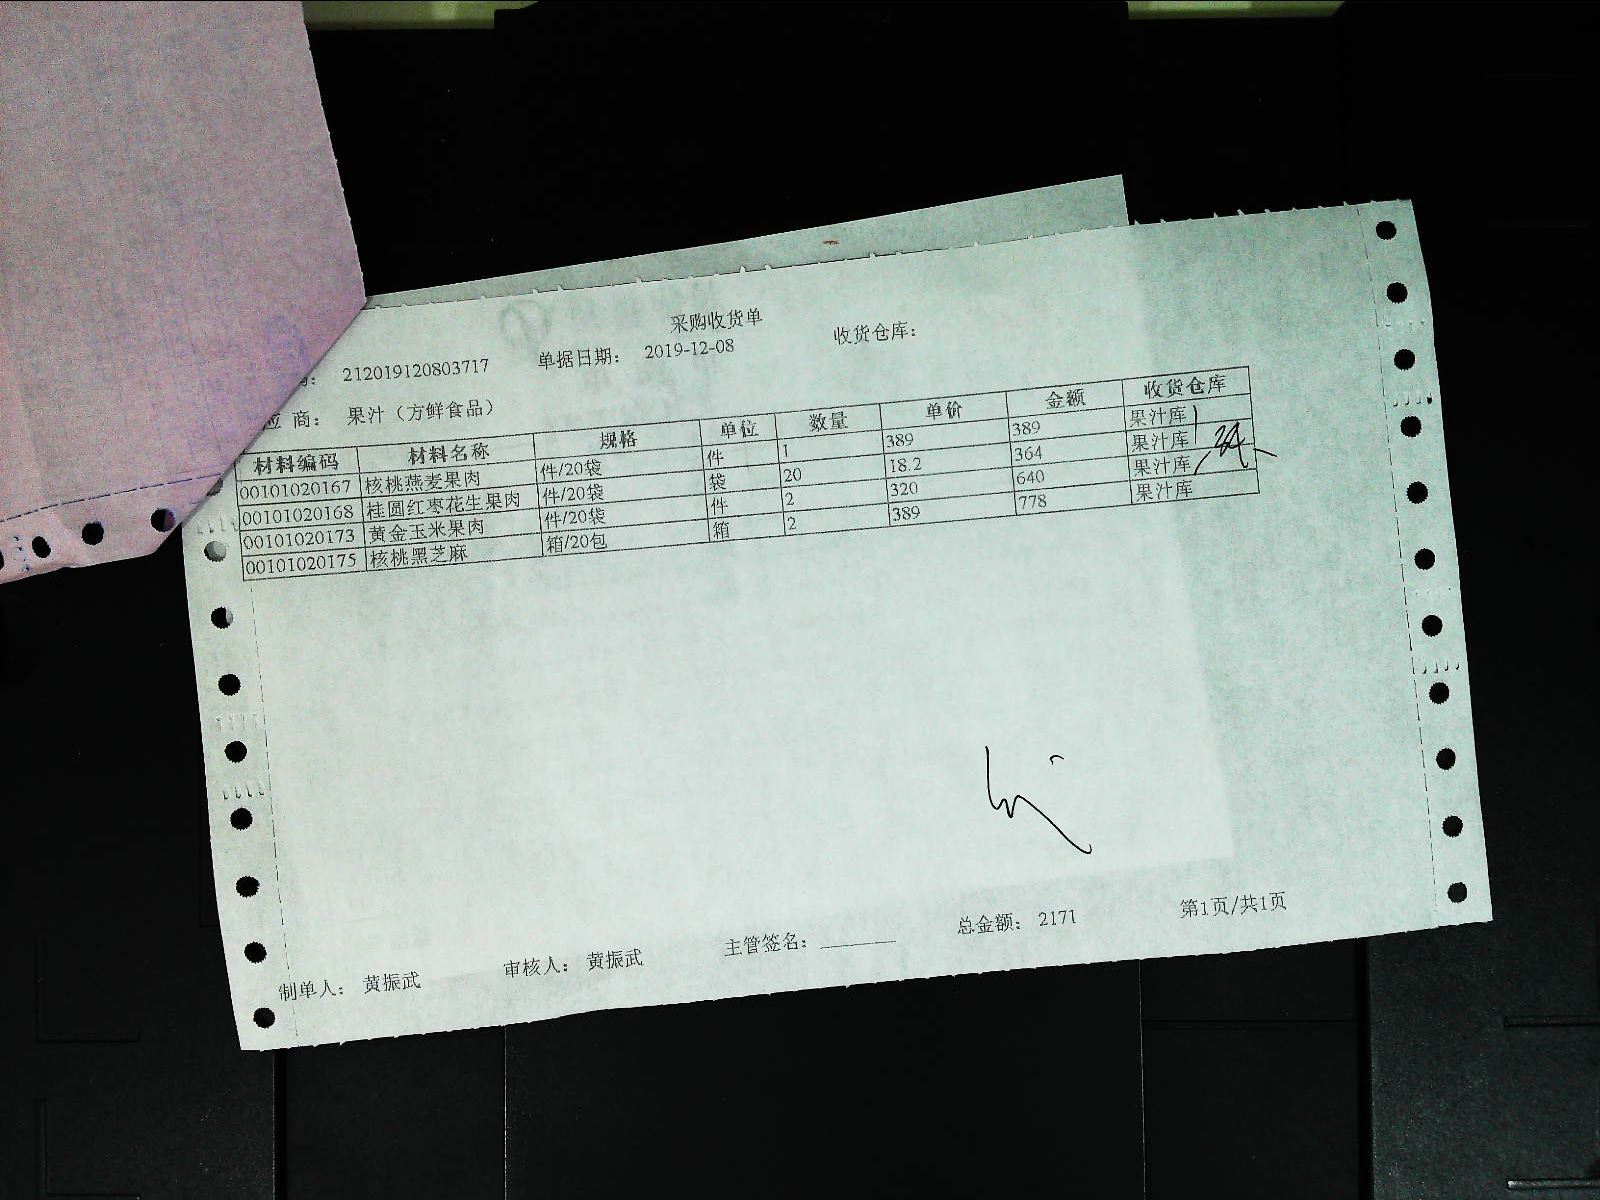 采购收货单
212019120803717 单据日期： 2019-12-08 收货仓库：
应 商： 果汁（方鲜食品）
材料编码 材料名称 规格 单位 数量 单价 金额 收货仓库
00101020167 核桃燕麦果肉 件/20袋 件 1 389 389 果汁库
00101020168 桂圆红枣花生果肉 件/20袋 袋 20 18.2 364 果汁库
00101020173 黄金玉米果肉 件/20袋 件 2 320 640 果汁库
00101020175 核桃黑芝麻 箱/20包 箱 2 389 778 果汁库
制单人： 黄振武 审核人： 黄振武 主管签名： 总金额： 2171 第1页/共1页